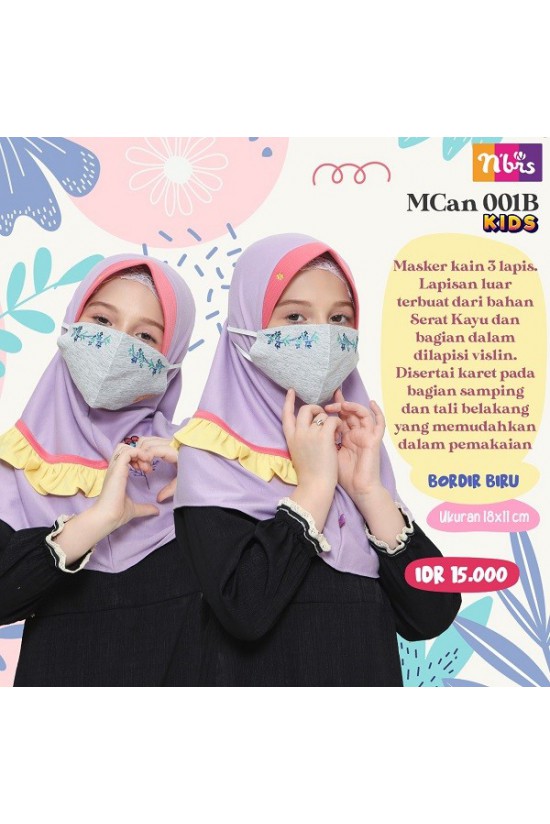 N'brs
MCan 001B
KIDS
Masker kain 3 lapis.
Lapisan luar
terbuat dari bahan
Serat Kayu dan
bagian dalam
dilapisi vislin.
Disertai karet pada
bagian samping
dan tali belakang
yang memudahkan
dalam pemakaian
BORDIR BIRU
Ukuran 18x11 cm
IDR 15.000